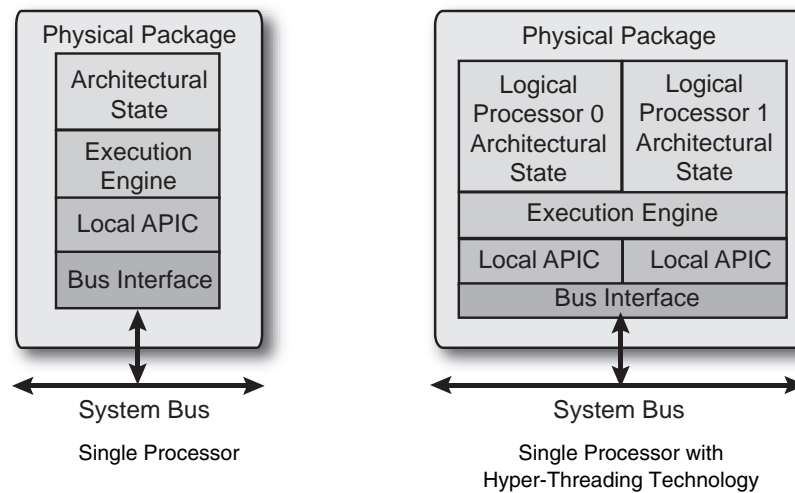 Physical Package
Architectural
State
Execution
Engine
Local APIC
Bus Interface
System Bus
Single Processor
Physical Package
Logical
Processor 0
Architectural
State
Logical
Processor 1
Architectural
State
Execution Engine
Local APIC
Local APIC
Bus Interface
System Bus
Single Processor with
Hyper-Threading Technology